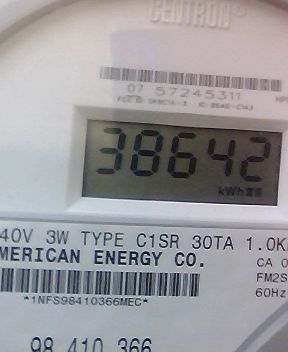 CENTRON
07 57245311
38642
kWh
40V 3W TYPE C1SR 30TA 1.0K
MERICAN ENERGY CO.
CA 0
FM2S
60Hz
*1NFS98410366MEC*
98 410 366